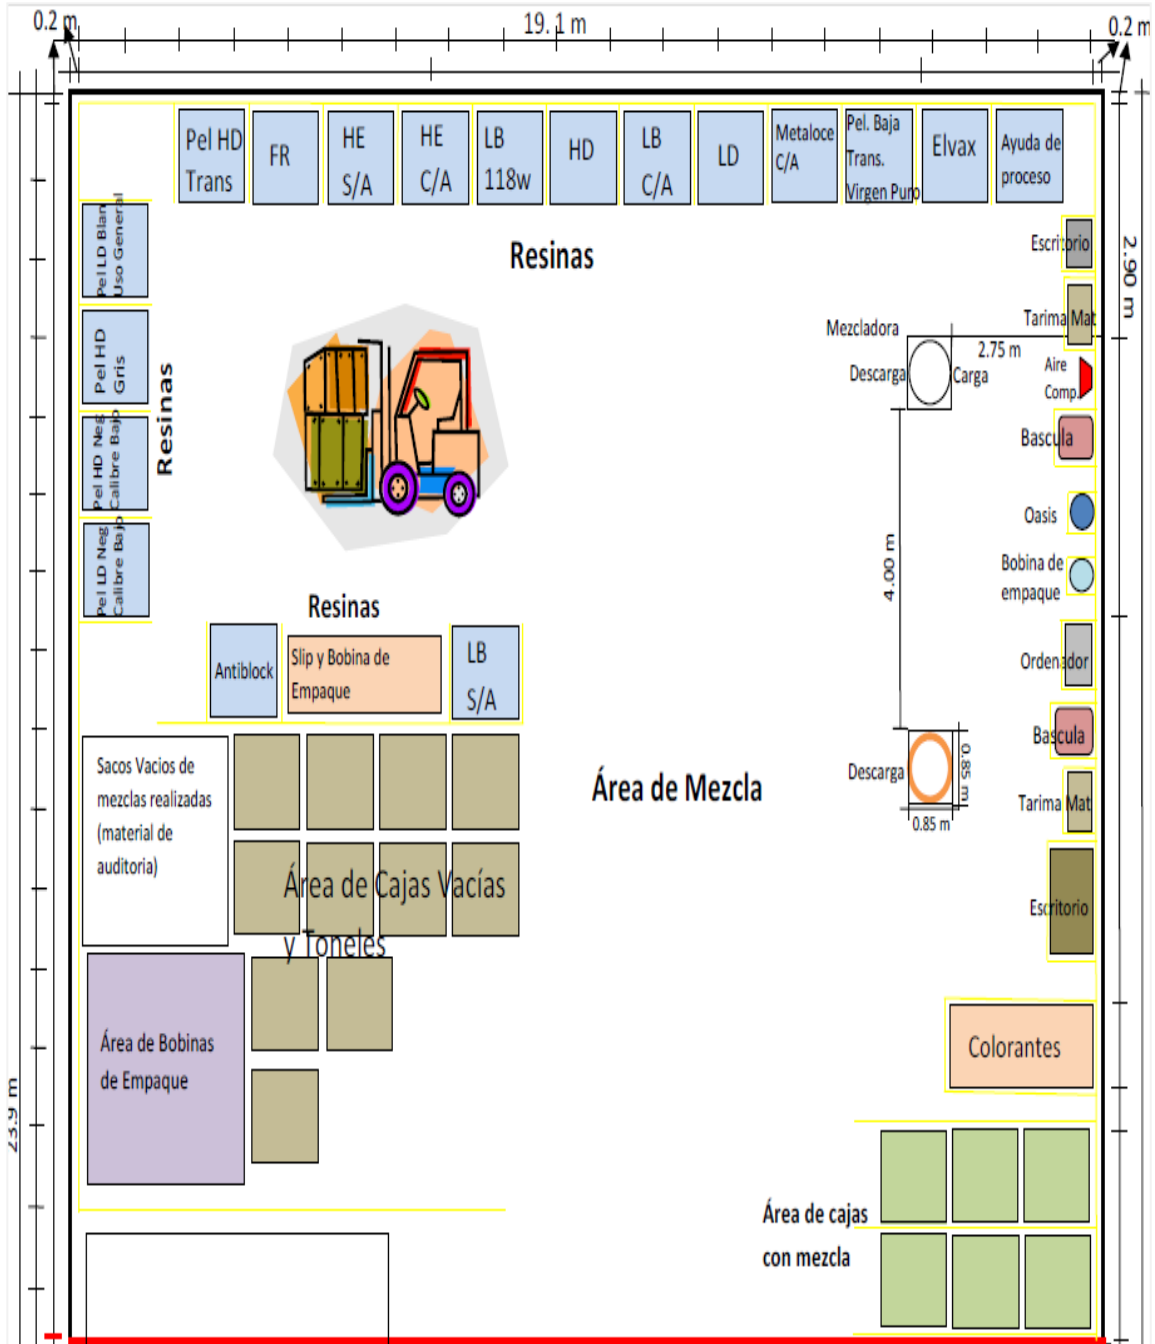 0.2 m
19.1 m
0.2 m
Pel HD
Trans
FR
HE
S/A
HE
C/A
LB
118w
HD
LB
C/A
LD
Metaloce
C/A
Pel. Baja
Trans.
Virgen Puro
Elvax
Ayuda de
proceso
Pel LD Blan
Uso General
Pel HD
Gris
Pel HD Neg
Calibre Bajo
Pel LD Neg
Calibre Bajo
Resinas
Resinas
Escritorio
2.90 m
Tarima Mat
Mezcladora
2.75 m
Descarga
Carga
Aire
Comp.
Bascula
Oasis
4.00 m
Bobina de
empaque
Resinas
Antiblock
Slip y Bobina de
Empaque
LB
S/A
Ordenador
Bascula
Sacos Vacios de
mezclas realizadas
(material de
auditoria)
Área de Mezcla
Descarga
0.85 m
0.85 m
Tarima Mat
Área de Cajas Vacías
y Toneles
Escritorio
Área de Bobinas
de Empaque
Colorantes
23.9 m
Área de cajas
con mezcla